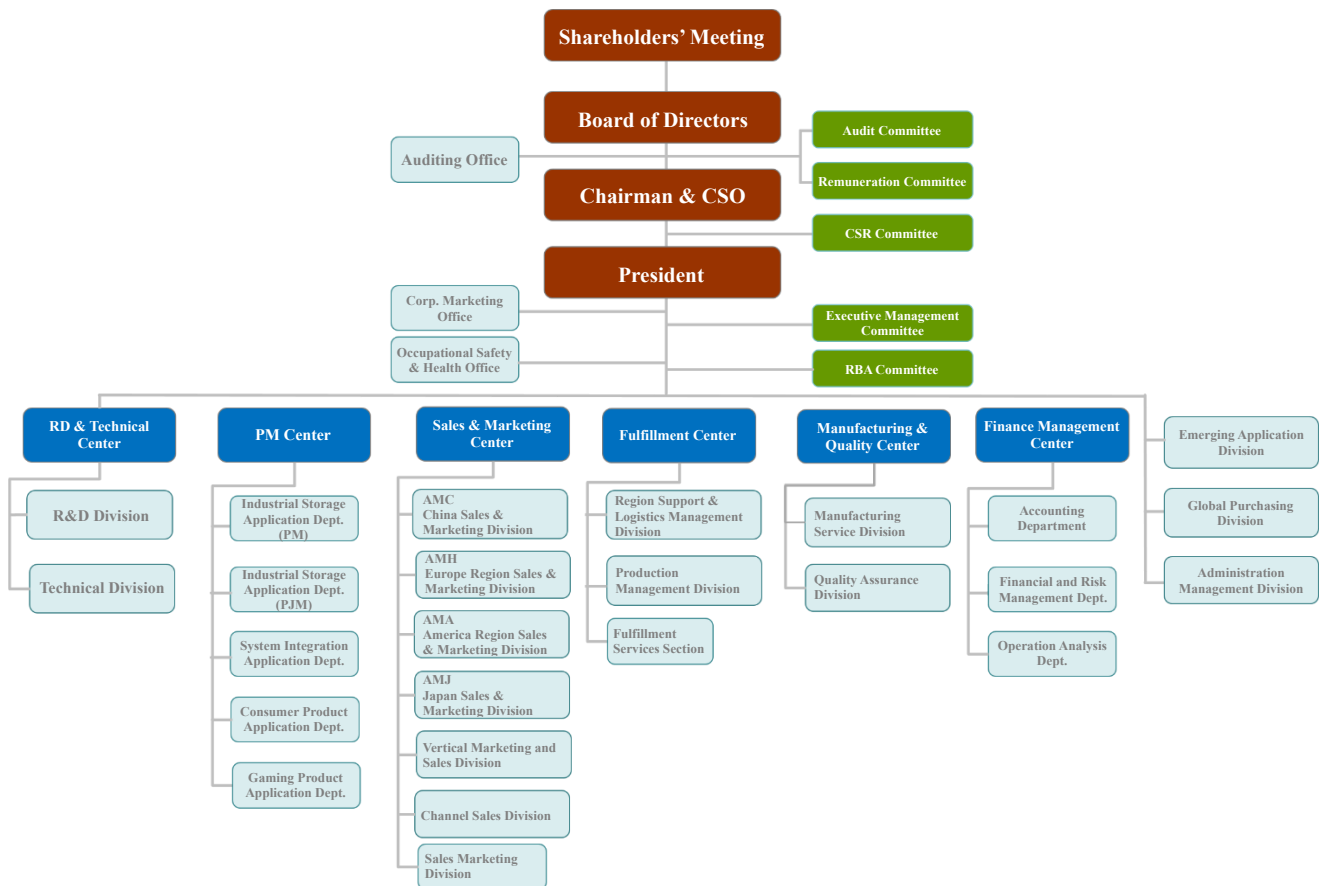 Shareholders’ Meeting
Board of Directors
Audit Committee
Auditing Office
Remuneration Committee
Chairman & CSO
CSR Committee
President
Corp. Marketing
Office
Executive Management
Committee
Occupational Safety
& Health Office
RBA Committee
RD & Technical
Center
R&D Division
Technical Division
PM Center
Industrial Storage
Application Dept.
(PM)
Industrial Storage
Application Dept.
(PJM)
System Integration
Application Dept.
Consumer Product
Application Dept.
Gaming Product
Application Dept.
Sales & Marketing
Center
AMC
China Sales &
Marketing Division
AMH
Europe Region Sales &
Marketing Division
AMA
America Region Sales
& Marketing Division
AMJ
Japan Sales &
Marketing Division
Vertical Marketing and
Sales Division
Channel Sales Division
Sales Marketing
Division
Fulfillment Center
Region Support &
Logistics Management
Division
Production
Management Division
Fulfillment
Services Section
Manufacturing &
Quality Center
Manufacturing
Service Division
Quality Assurance
Division
Finance Management
Center
Accounting
Department
Financial and Risk
Management Dept.
Operation Analysis
Dept.
Emerging Application
Division
Global Purchasing
Division
Administration
Management Division